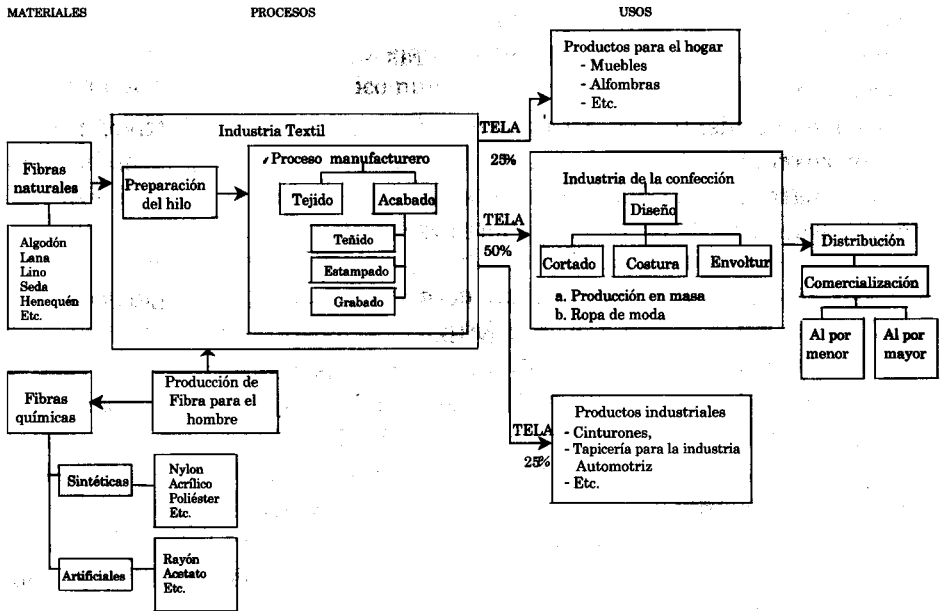 MATERIALES
PROCESOS
USOS
Productos para el hogar
- Muebles
- Alfombras
- Etc.
Industria Textil
TELA
25%
Fibras
naturales
Preparación
del hilo
Proceso manufacturero
Tejido
Acabado
Teñido
Estampado
Grabado
TELA
50%
Industria de la confección
Diseño
Cortado
Costura
Envoltur
a. Producción en masa
b. Ropa de moda
Distribución
Comercialización
Al por
menor
Al por
mayor
Algodón
Lana
Lino
Seda
Henequén
Etc.
Fibras
químicas
Producción de
Fibra para el
hombre
TELA
25%
Productos industriales
- Cinturones,
- Tapicería para la industria
Automotriz
- Etc.
Sintéticas
Nylon
Acrílico
Poliéster
Etc.
Artificiales
Rayón
Acetato
Etc.